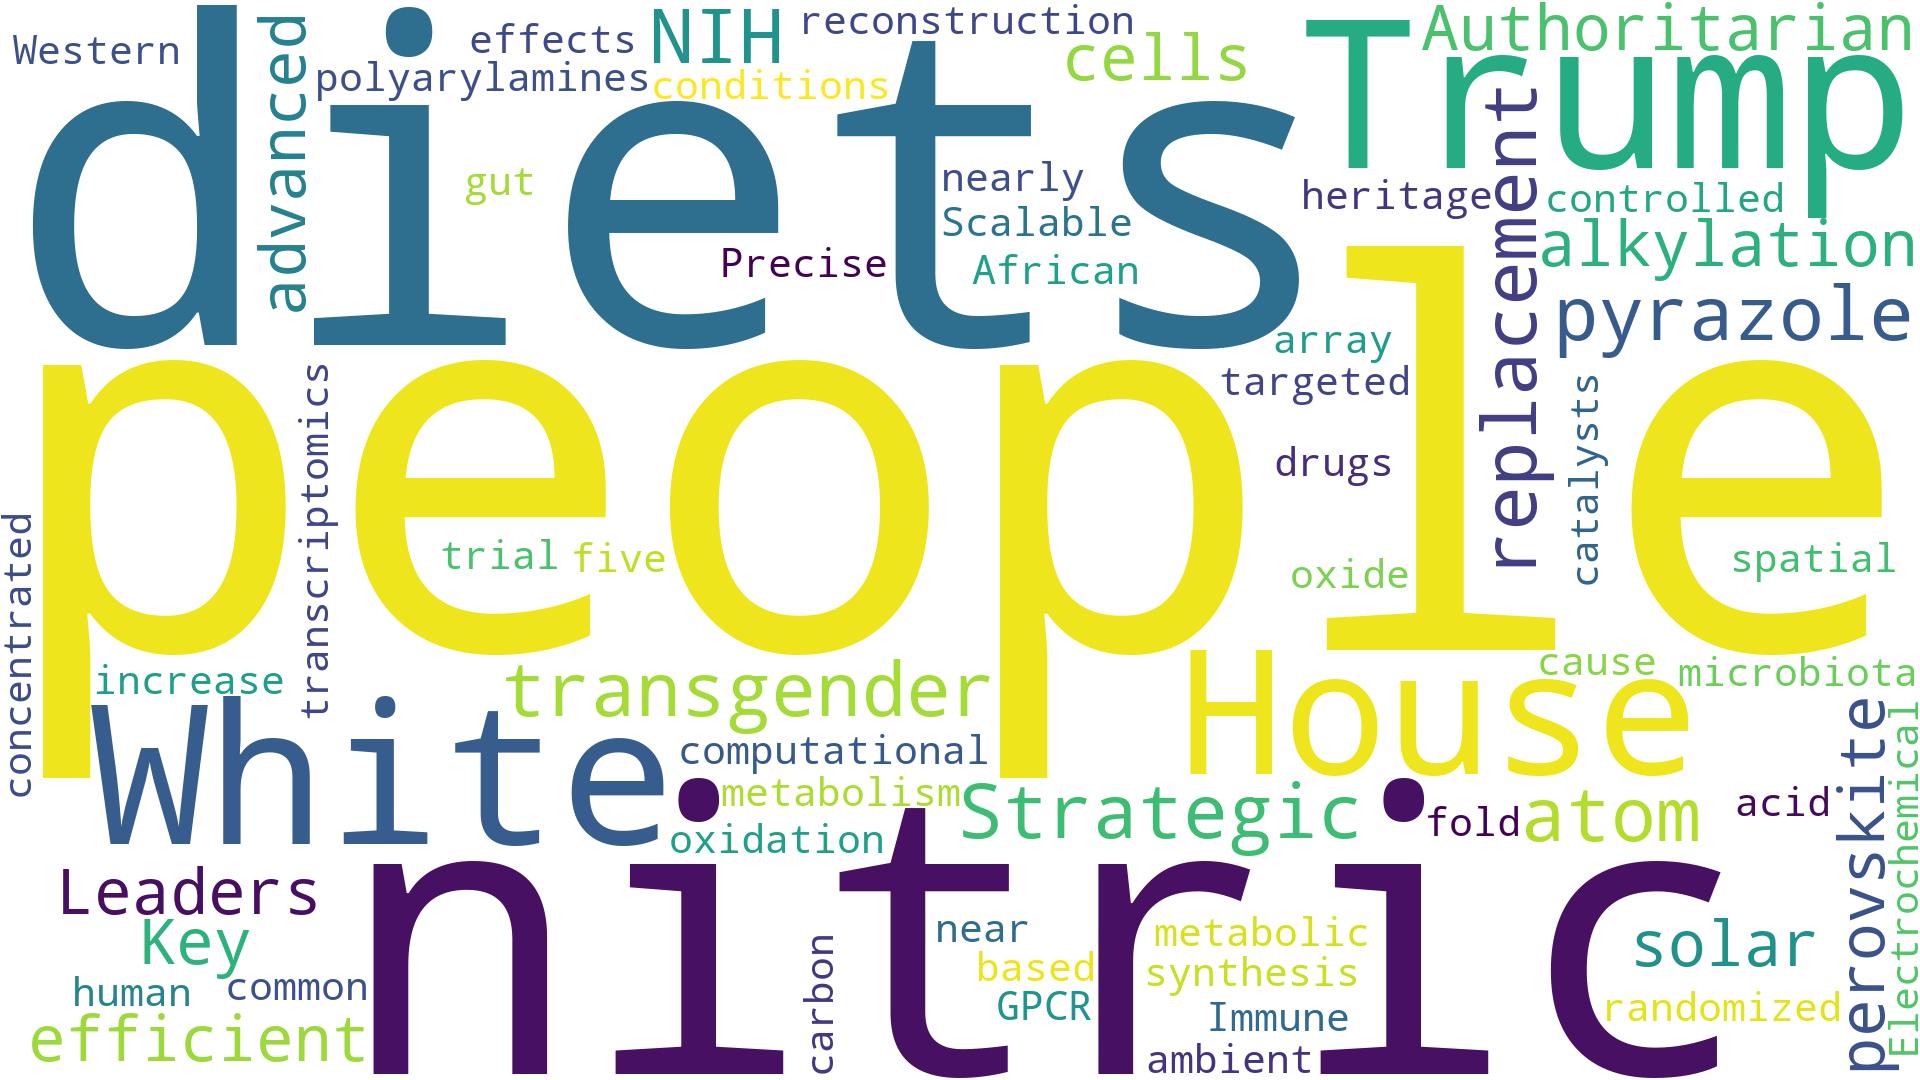 diets
people
nitric
Trump
White
House
Western
advanced
effects
polyarylamines
NIH
conditions
reconstruction
cells
Authoritarian
gut
nearly
Scalable
Precise
African
heritage
replacement
controlled
alkylation
pyrazole
array
targeted
drugs
catalysts
oxide
spatial
concentrated
transcriptomics
trial
five
increase
transgender
computational
metabolism
oxidation
Strategic
cause
microbiota
fold
atom
acid
perovskite
Electrochemical
Leaders
Key
human
common
efficient
carbon
near
based
GPCR
metabolic
synthesis
Immune
ambient
solar
randomized